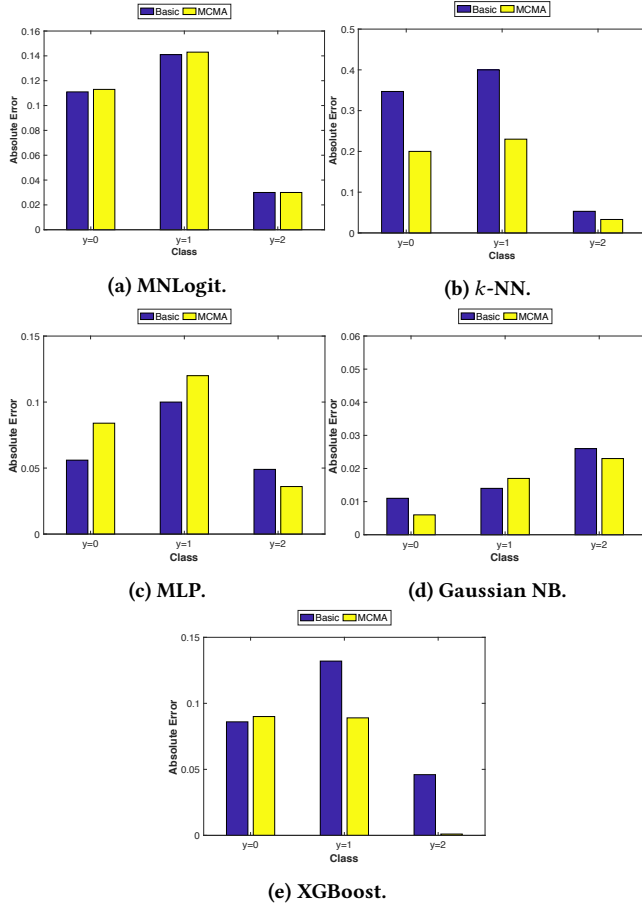 Basic MCMA
0.16
0.14
0.12
0.1
0.08
0.06
0.04
0.02
0
Absolute Error
y=0 y=1 y=2
Class
(a) MNLogit.
Basic MCMA
0.5
0.4
0.3
0.2
0.1
0
Absolute Error
y=0 y=1 y=2
Class
(b) k-NN.
Basic MCMA
0.15
0.1
0.05
0
Absolute Error
y=0 y=1 y=2
Class
(c) MLP.
Basic MCMA
0.06
0.05
0.04
0.03
0.02
0.01
0
Absolute Error
y=0 y=1 y=2
Class
(d) Gaussian NB.
Basic MCMA
0.15
0.1
0.05
0
Absolute Error
y=0 y=1 y=2
Class
(e) XGBoost.